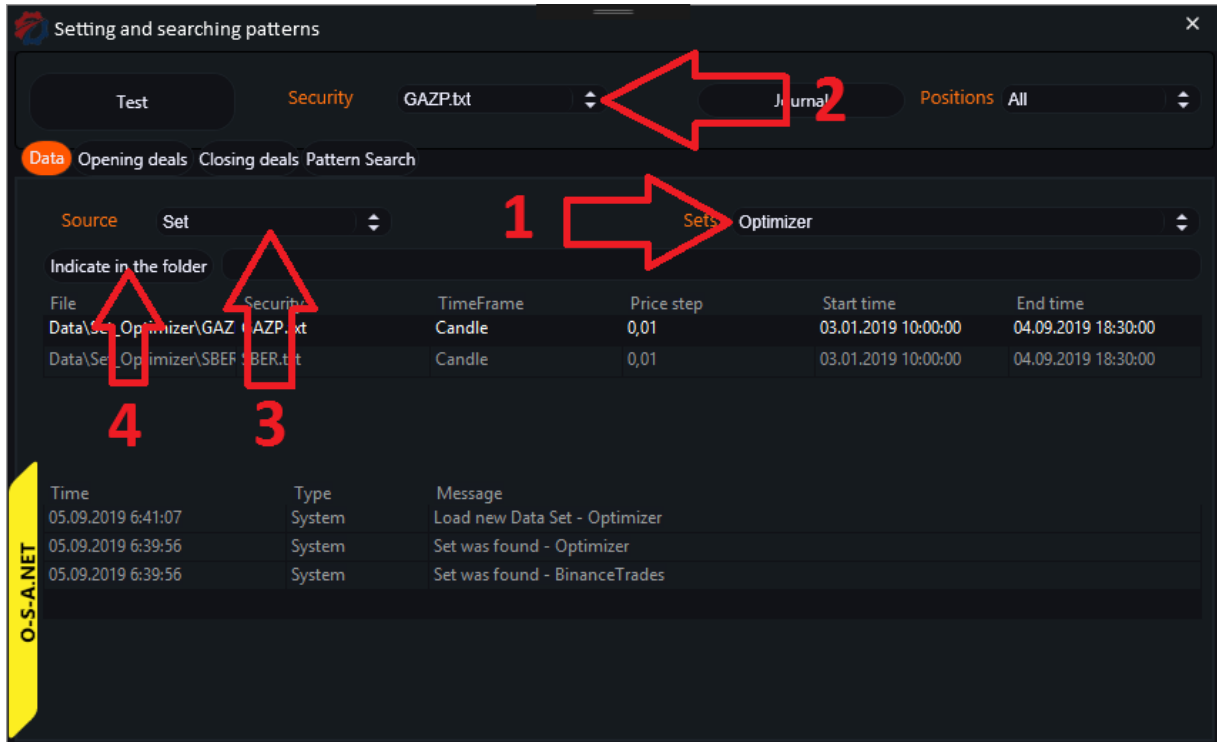 Setting and searching patterns
Test Security GAZP.txt Journal 2 Positions All
Data Opening deals Closing deals Pattern Search
Source Set 1 Sets Optimizer
Indicate in the folder
File Security TimeFrame Price step Start time End time
Data\Set_Optimizer\GAZ GAZP.txt Candle 0,01 03.01.2019 10:00:00 04.09.2019 18:30:00
Data\Set_Optimizer\SBER SBER.txt Candle 0,01 03.01.2019 10:00:00 04.09.2019 18:30:00
4 3
Time Type Message
05.09.2019 6:41:07 System Load new Data Set - Optimizer
05.09.2019 6:39:56 System Set was found - Optimizer
05.09.2019 6:39:56 System Set was found - BinanceTrades
O-S-A.NET